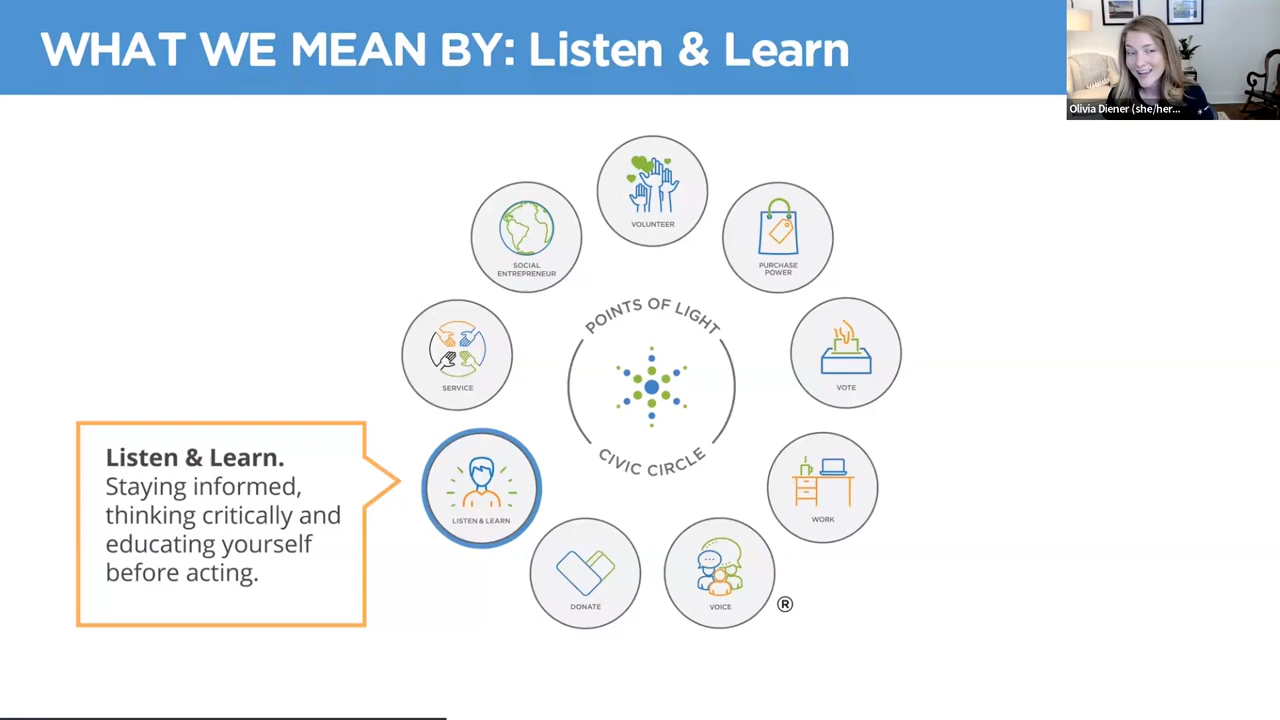 WHAT WE MEAN BY: Listen & Learn
Olivia Diener (she/her...
VOLUNTEER
SOCIAL
ENTREPRENEUR
PURCHASE
POWER
POINTS OF LIGHT
SERVICE
VOTE
CIVIC CIRCLE
Listen & Learn.
Staying informed,
thinking critically and
educating yourself
before acting.
LISTEN & LEARN
WORK
DONATE
VOICE
®